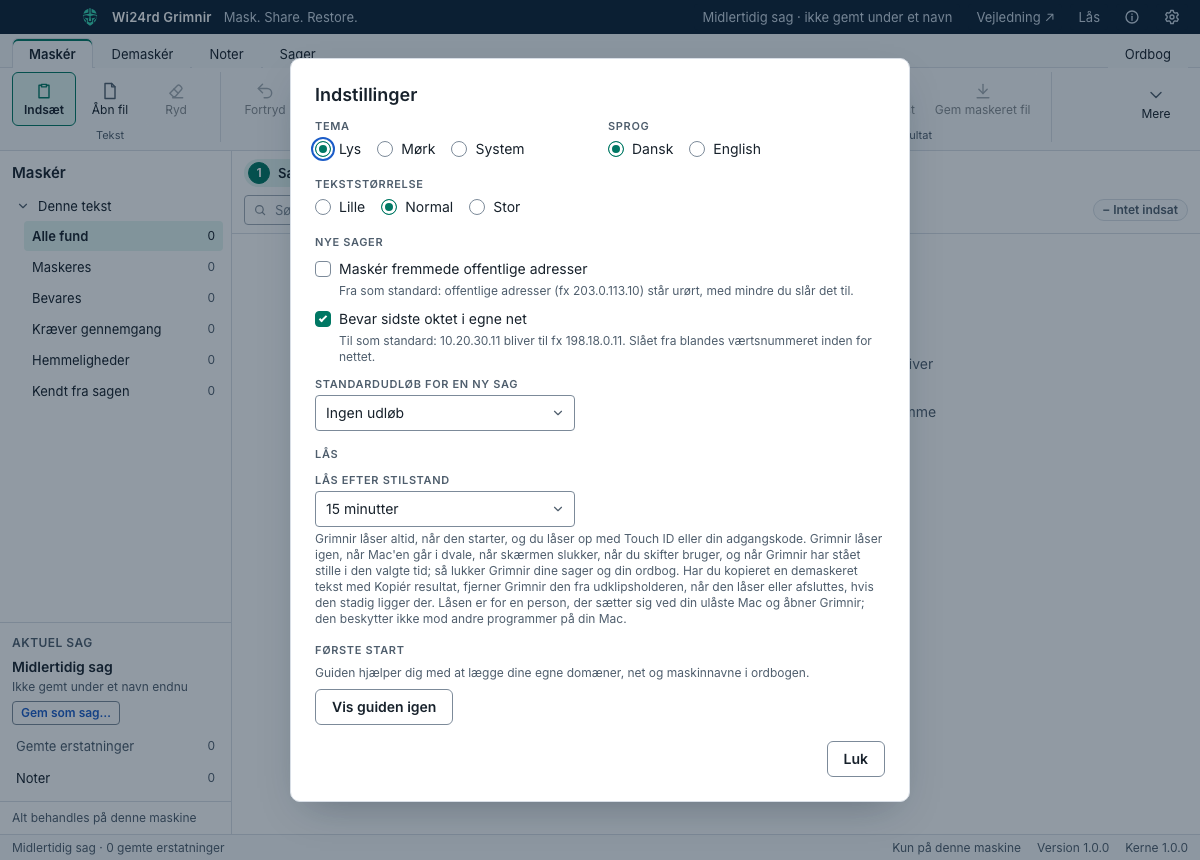 Wi24rd Grimnir Mask. Share. Restore. Midlertidig sag · ikke gemt under et navn Vejledning ↗ Lås
Maskér Demaskér Noter Sager Ordbog
Indsæt Åbn fil Ryd Fortryd Gem maskeret fil Mere
Tekst
Maskér
Denne tekst
Alle fund 0
Maskeres 0
Bevares 0
Kræver gennemgang 0
Hemmeligheder 0
Kendt fra sagen 0
AKTUEL SAG
Midlertidig sag
Ikke gemt under et navn endnu
Gem som sag...
Gemte erstatninger 0
Noter 0
Alt behandles på denne maskine
1
– Intet indsat
Indstillinger
TEMA
Lys Mørk System
SPROG
Dansk English
TEKSTSTØRRELSE
Lille Normal Stor
NYE SAGER
Maskér fremmede offentlige adresser
Fra som standard: offentlige adresser (fx 203.0.113.10) står urørt, med mindre du slår det til.
Bevar sidste oktet i egne net
Til som standard: 10.20.30.11 bliver til fx 198.18.0.11. Slået fra blandes værtsnummeret inden for
nettet.
STANDARDUDLØB FOR EN NY SAG
Ingen udløb
LÅS
LÅS EFTER STILSTAND
15 minutter
Grimnir låser altid, når den starter, og du låser op med Touch ID eller din adgangskode. Grimnir låser
igen, når Mac'en går i dvale, når skærmen slukker, når du skifter bruger, og når Grimnir har stået
stille i den valgte tid; så lukker Grimnir dine sager og din ordbog. Har du kopieret en demaskeret
tekst med Kopiér resultat, fjerner Grimnir den fra udklipsholderen, når den låser eller afsluttes, hvis
den stadig ligger der. Låsen er for en person, der sætter sig ved din ulåste Mac og åbner Grimnir;
den beskytter ikke mod andre programmer på din Mac.
FØRSTE START
Guiden hjælper dig med at lægge dine egne domæner, net og maskinnavne i ordbogen.
Vis guiden igen
Luk
Midlertidig sag · 0 gemte erstatninger Kun på denne maskine Version 1.0.0 Kerne 1.0.0